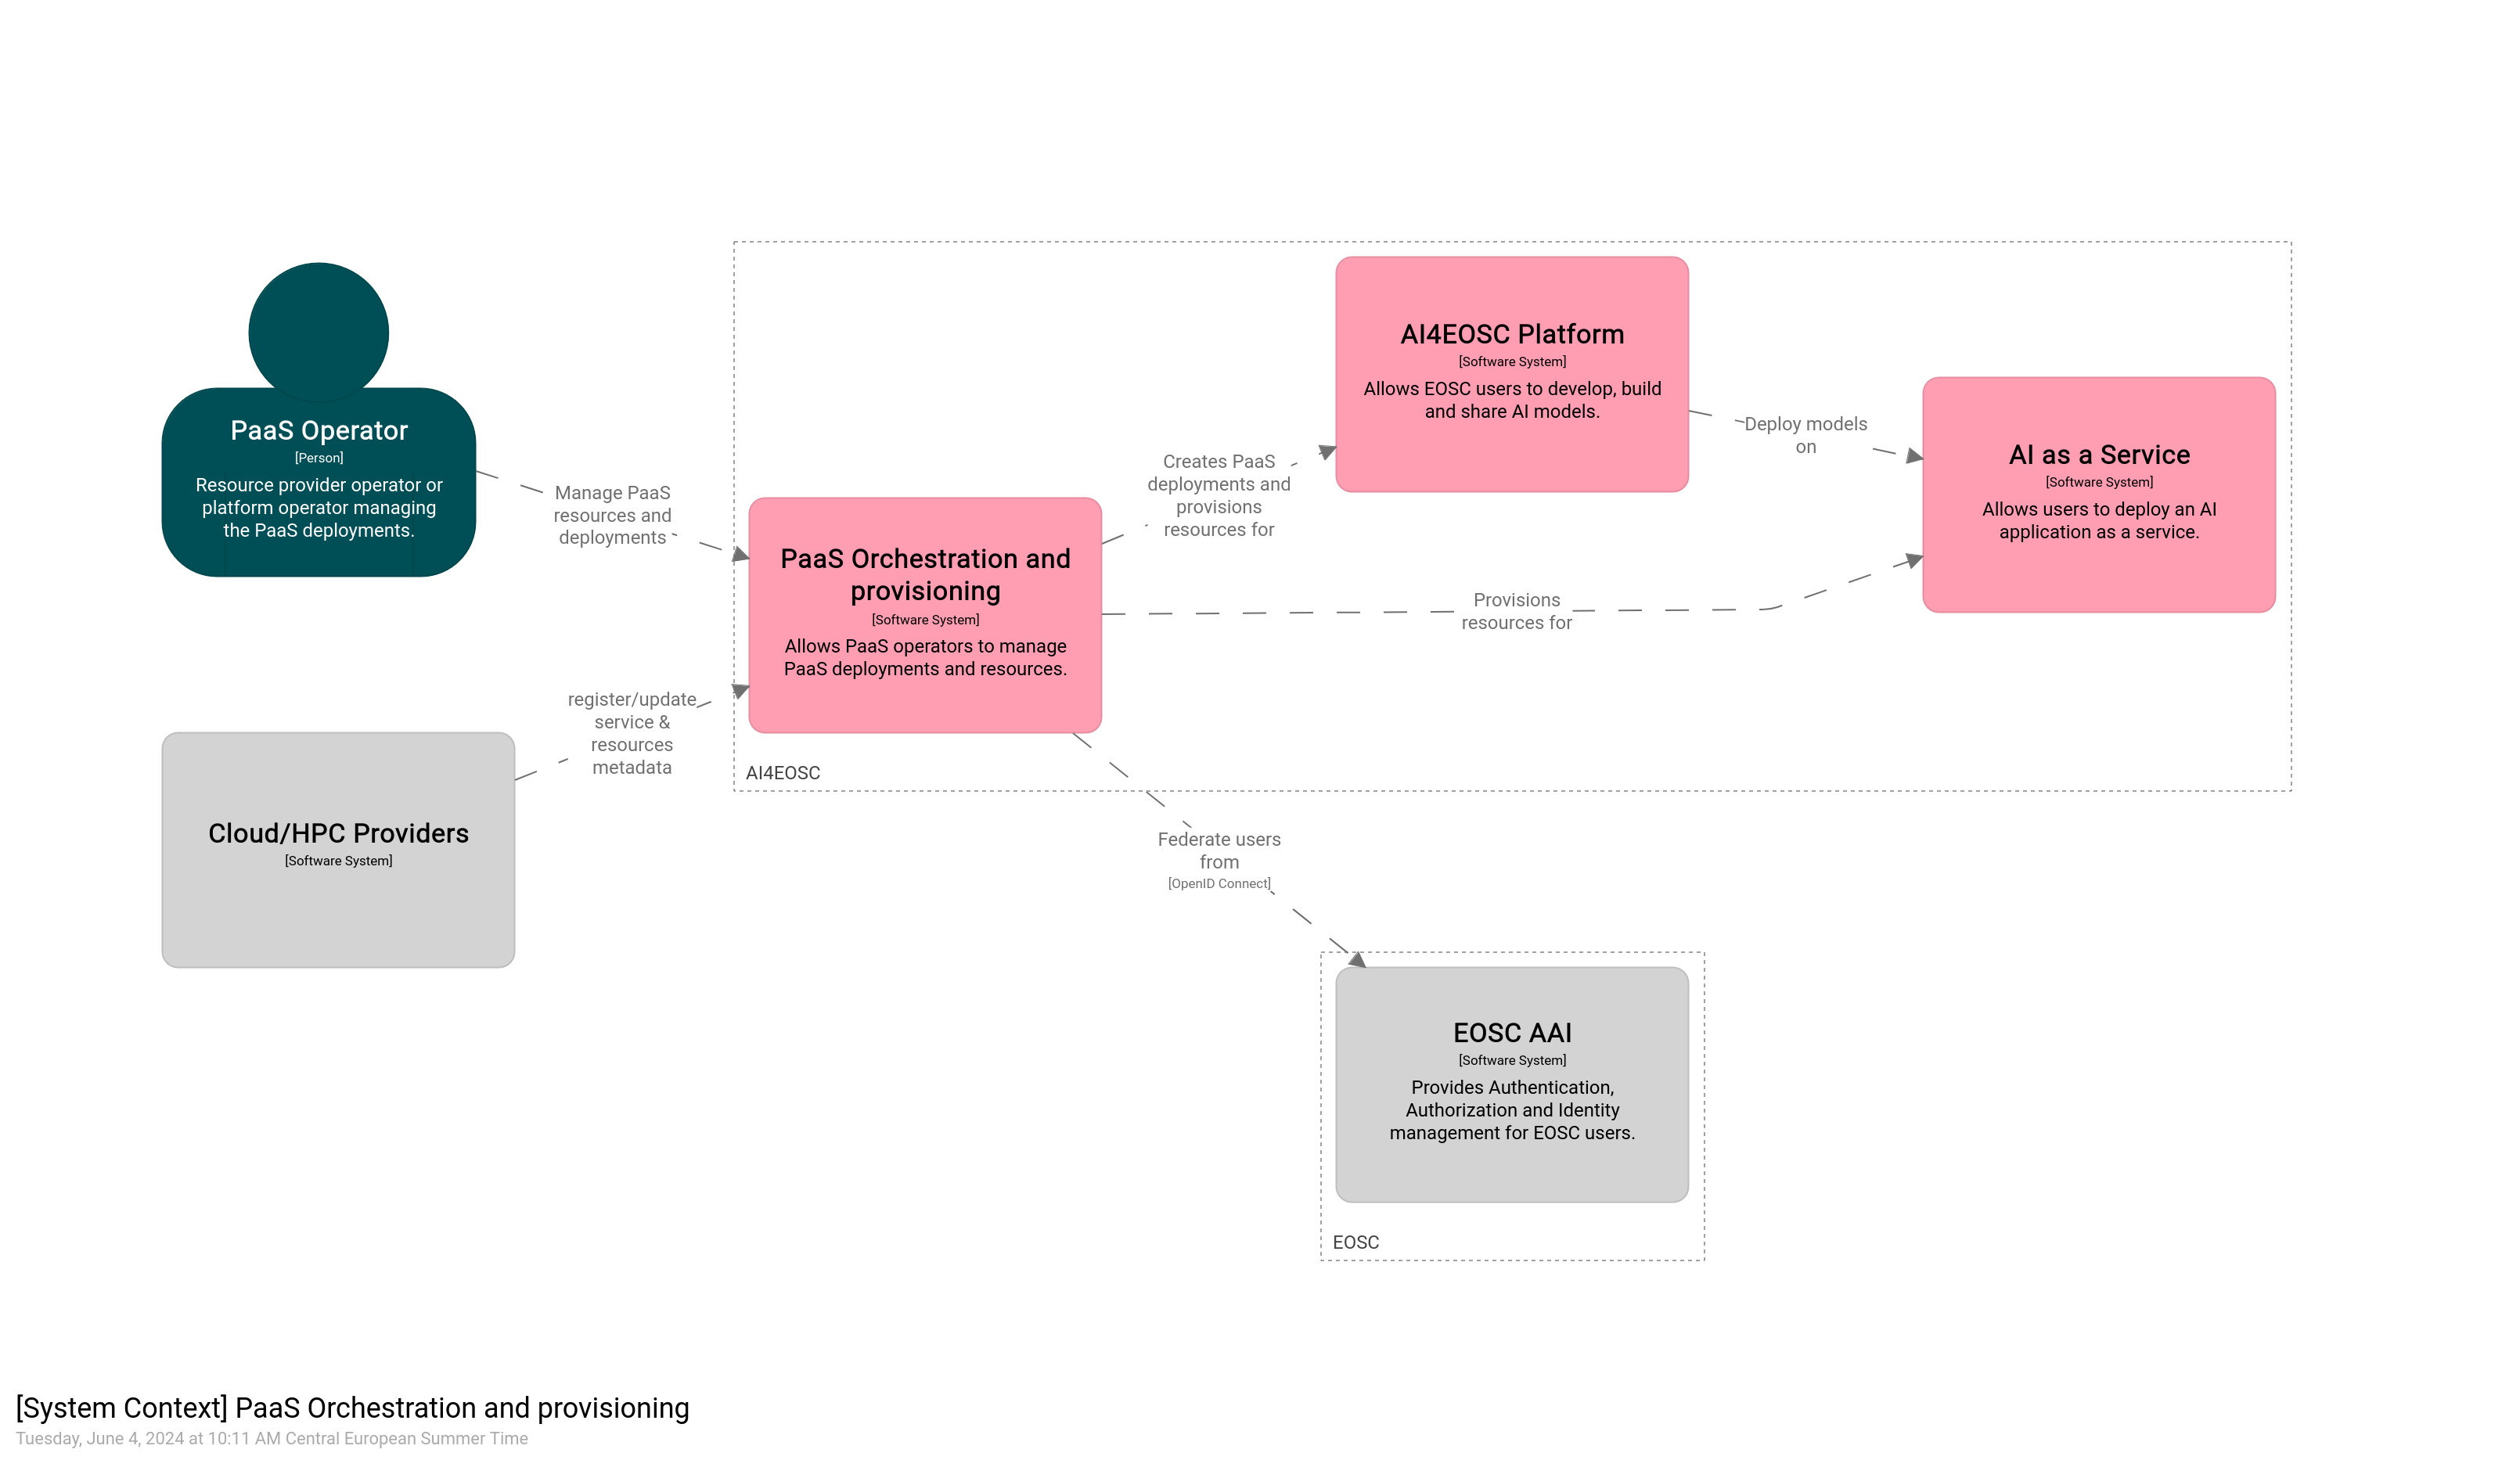 PaaS Operator
[Person]
Resource provider operator or
platform operator managing
the PaaS deployments.
Manage PaaS
resources and
deployments
Cloud/HPC Providers
[Software System]
register/update
service &
resources
metadata
PaaS Orchestration and
provisioning
[Software System]
Allows PaaS operators to manage
PaaS deployments and resources.
Creates PaaS
deployments and
provisions
resources for
AI4EOSC Platform
[Software System]
Allows EOSC users to develop, build
and share AI models.
Deploy models
on
AI as a Service
[Software System]
Allows users to deploy an AI
application as a service.
Provisions
resources for
AI4EOSC
Federate users
from
[OpenID Connect]
EOSC AAI
[Software System]
Provides Authentication,
Authorization and Identity
management for EOSC users.
EOSC
[System Context] PaaS Orchestration and provisioning
Tuesday, June 4, 2024 at 10:11 AM Central European Summer Time